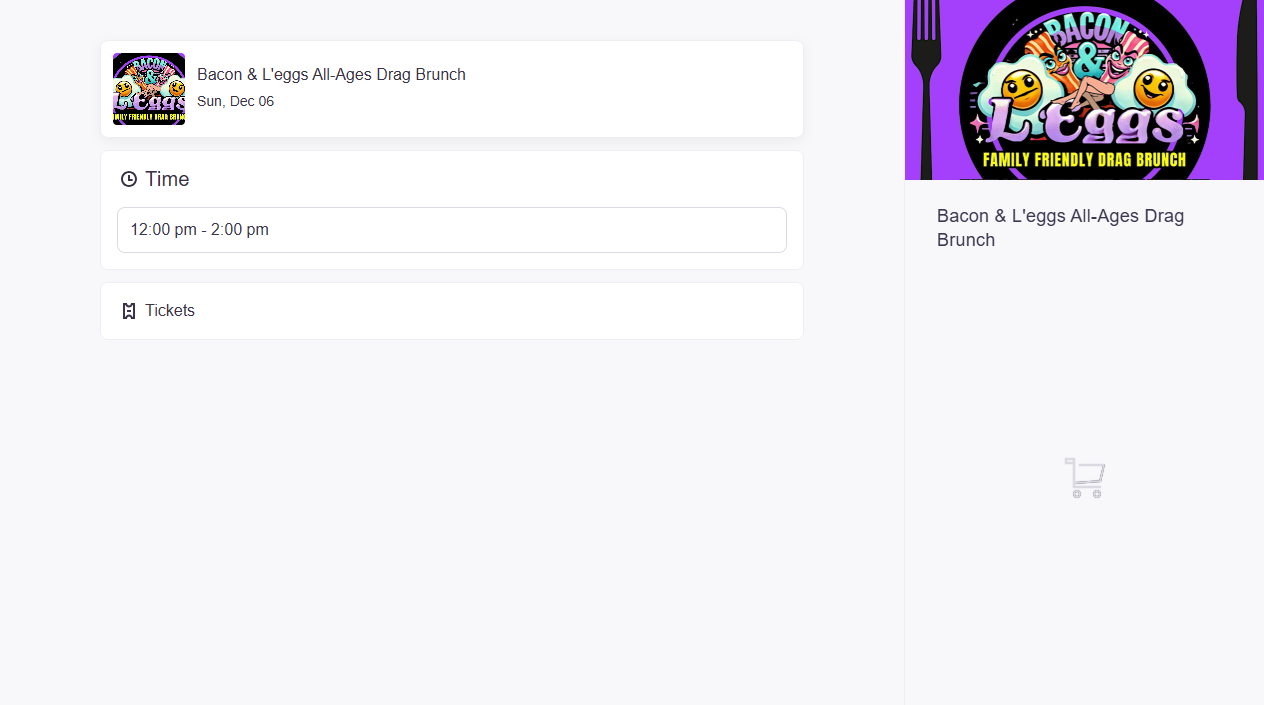 BACON
&
L'Eggs
FAMILY FRIENDLY DRAG BRUNCH
Bacon & L'eggs All-Ages Drag Brunch
Sun, Dec 06
Time
12:00 pm - 2:00 pm
Tickets
BACON
&
L'Eggs
FAMILY FRIENDLY DRAG BRUNCH
Bacon & L'eggs All-Ages Drag
Brunch